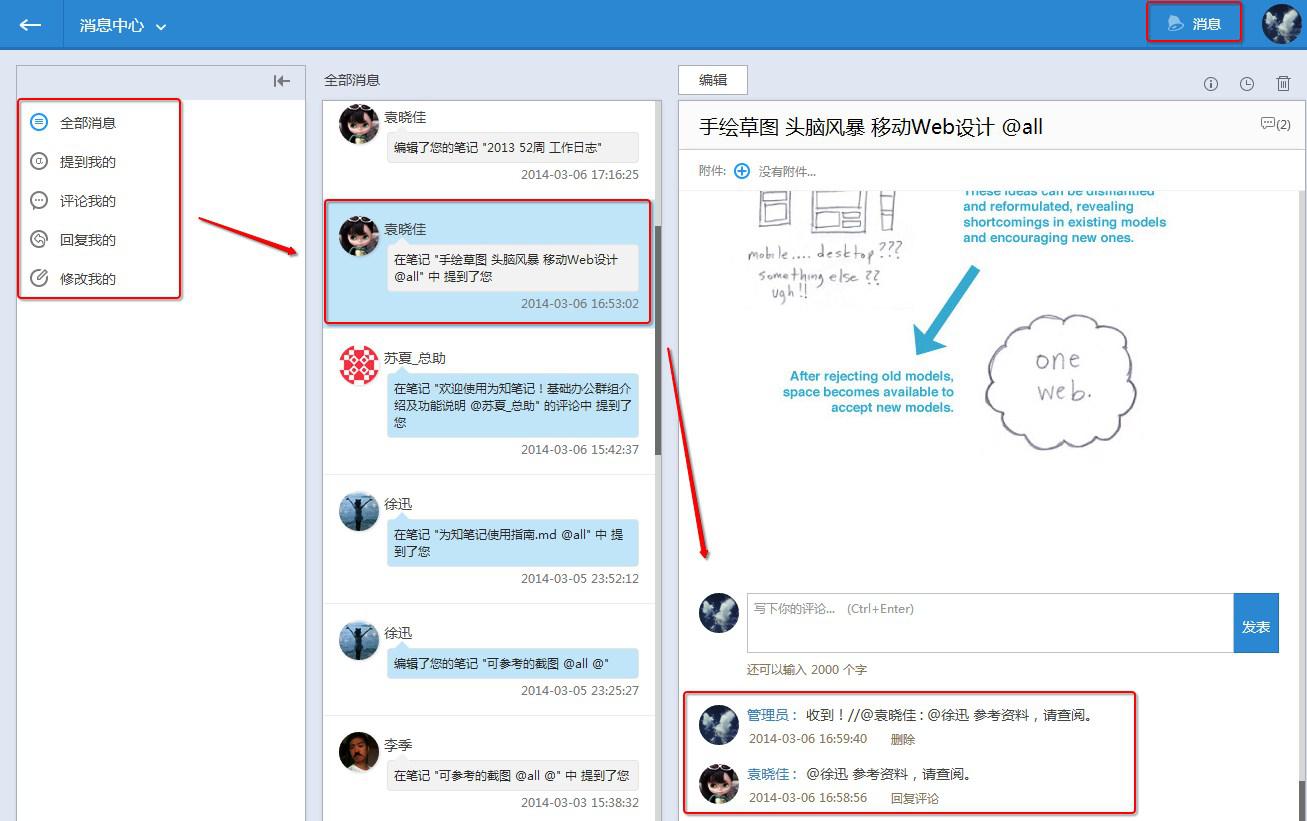 消息中心
消息
全部消息
提到我的
评论我的
回复我的
修改我的
全部消息
袁晓佳
编辑了您的笔记 "2013 52周 工作日志"
2014-03-06 17:16:25
袁晓佳
在笔记 "手绘草图 头脑风暴 移动Web设计
@all" 中 提到了您
2014-03-06 16:53:02
苏夏_总助
在笔记 "欢迎使用为知笔记！基础办公群组介
绍及功能说明 @苏夏_总助" 的评论中 提到了
您
2014-03-06 15:42:37
徐迅
在笔记 "为知笔记使用指南.md @all" 中 提
到了您
2014-03-05 23:52:12
徐迅
编辑了您的笔记 "可参考的截图 @all @"
2014-03-05 23:25:27
李季
在笔记 "可参考的截图 @all @" 中 提到了您
2014-03-03 15:38:32
编辑
手绘草图 头脑风暴 移动Web设计 @all
(2)
附件:
没有附件...
These ideas can be dismantled
and reformulated, revealing
shortcomings in existing models
and encouraging new ones.
mobile.... desktop???
something else ??
ugh!!
After rejecting old models,
space becomes available to
accept new models.
one
web.
写下你的评论... (Ctrl+Enter)
发表
还可以输入 2000 个字
管理员： 收到！//@袁晓佳 : @徐迅 参考资料，请查阅。
2014-03-06 16:59:40 删除
袁晓佳： @徐迅 参考资料，请查阅。
2014-03-06 16:58:56 回复评论